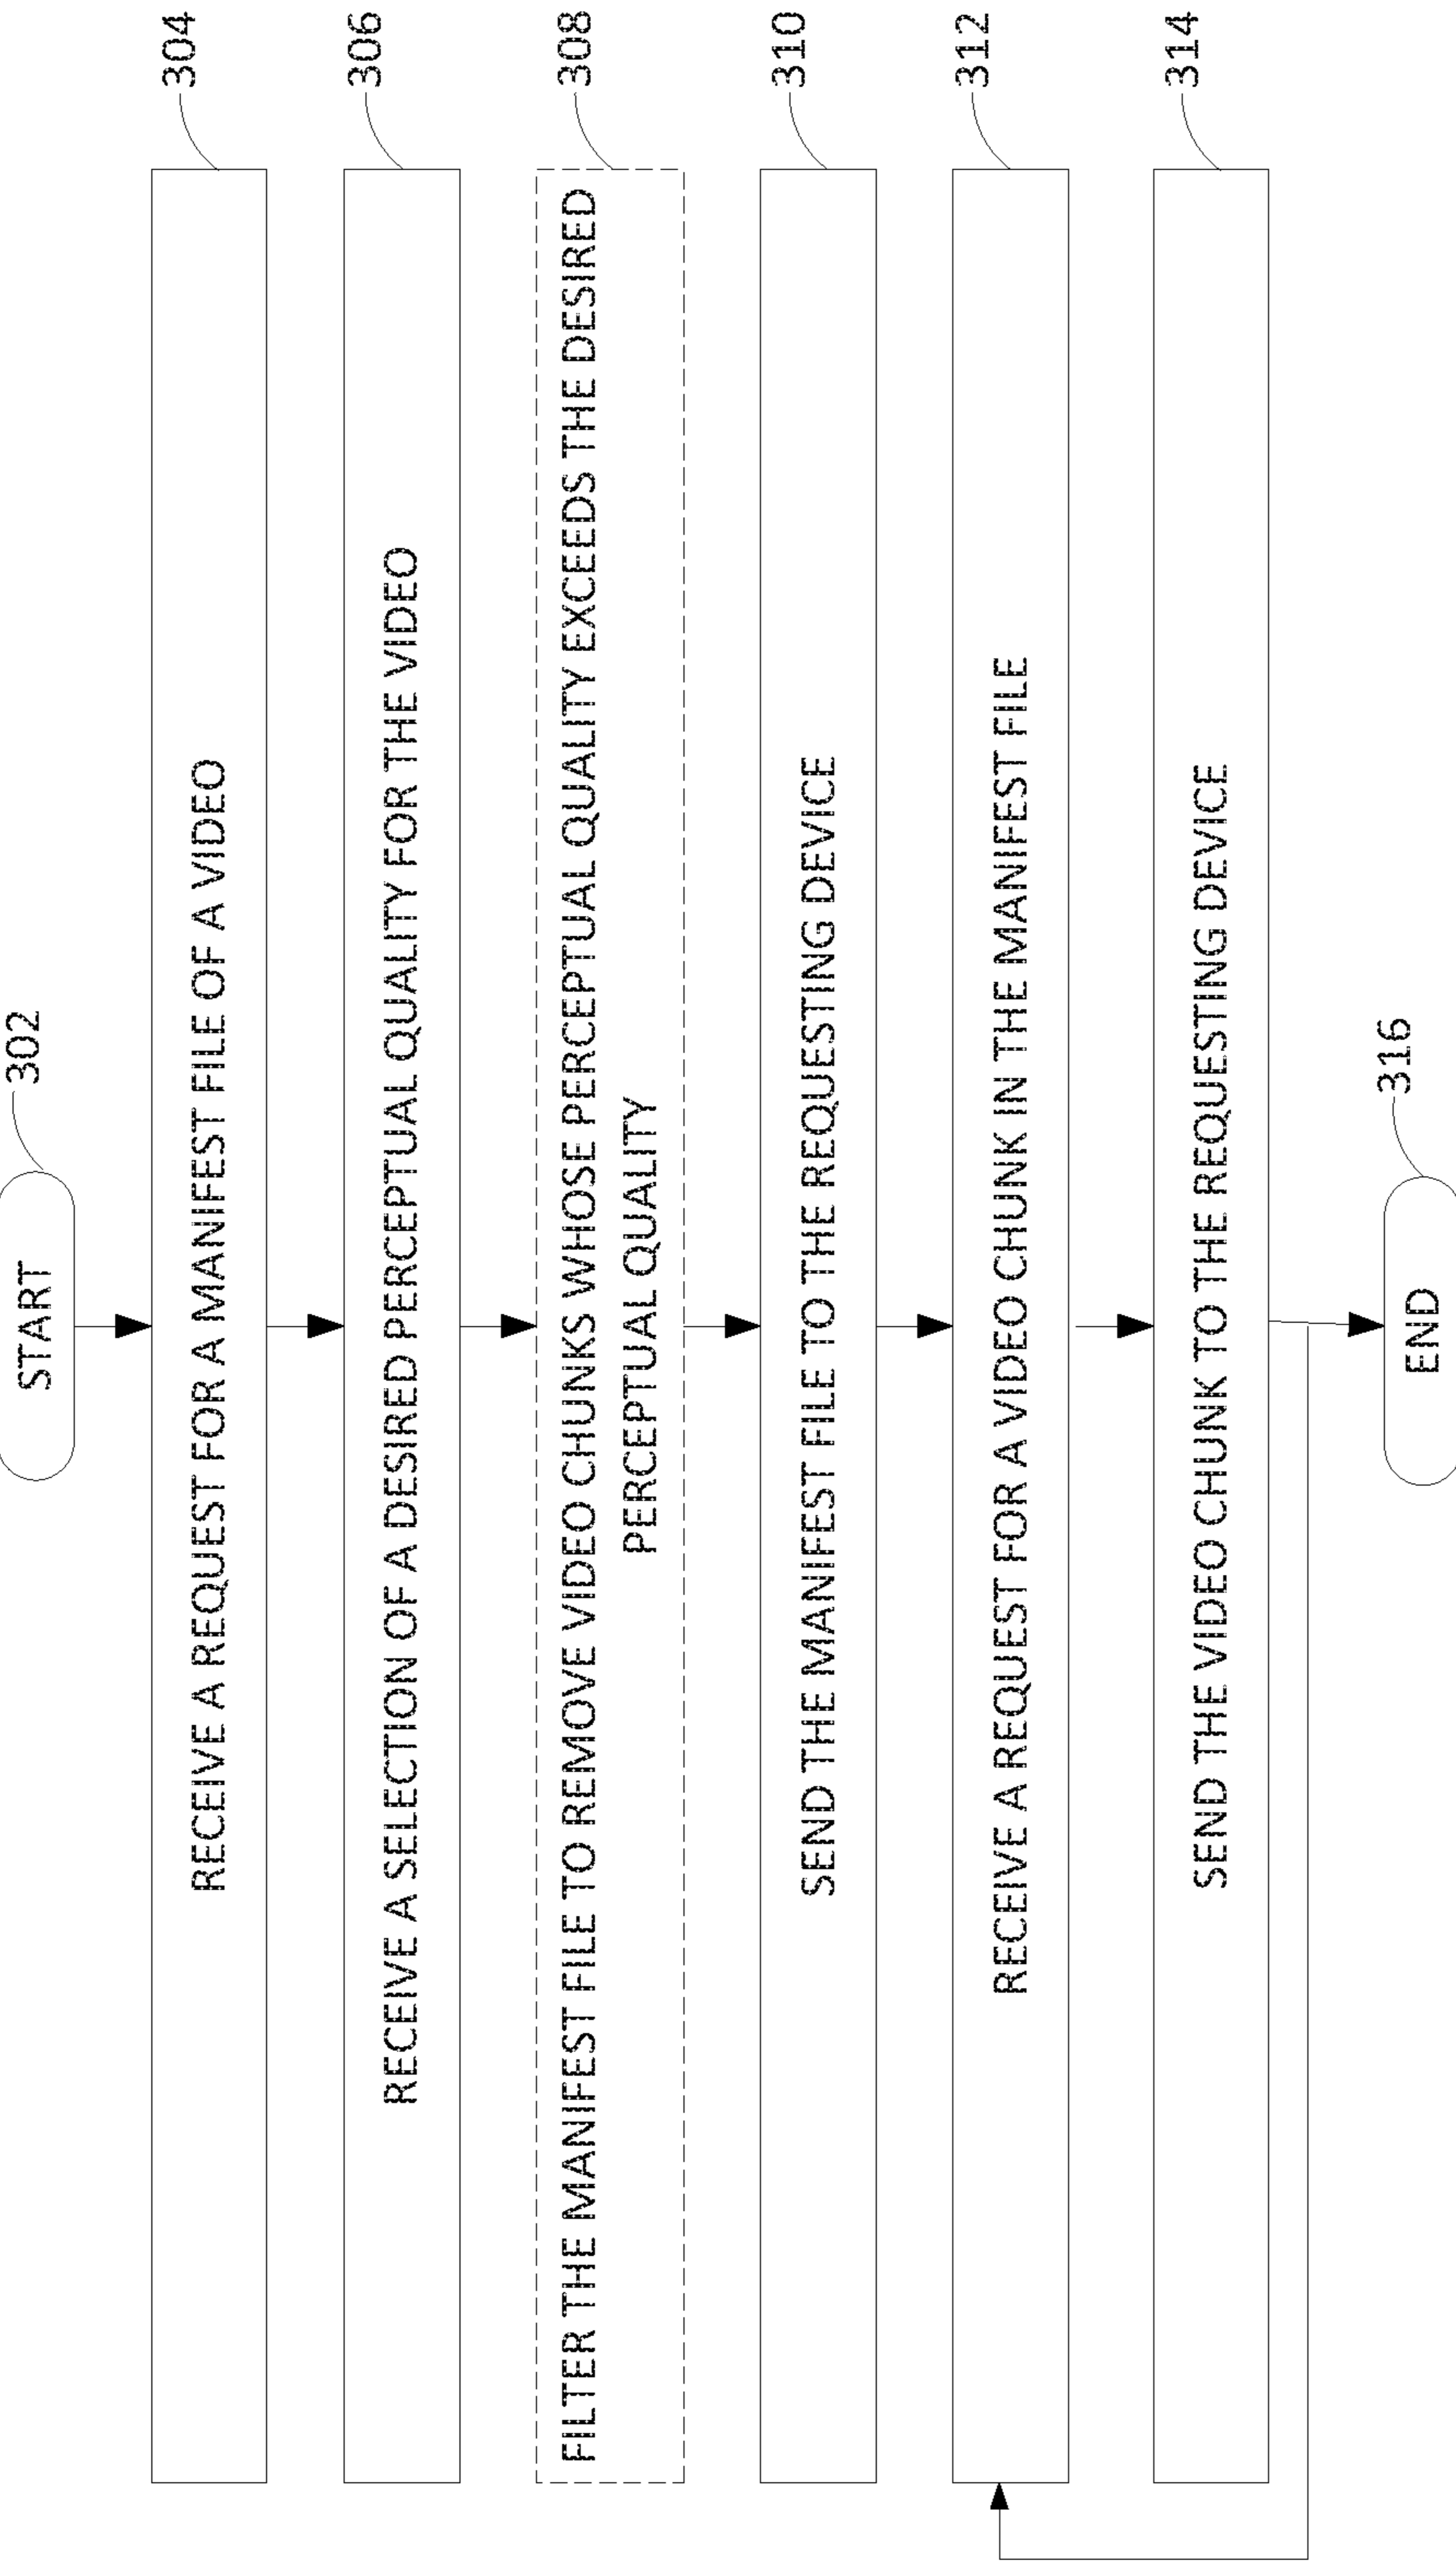 START
302
RECEIVE A REQUEST FOR A MANIFEST FILE OF A VIDEO
304
RECEIVE A SELECTION OF A DESIRED PERCEPTUAL QUALITY FOR THE VIDEO
306
FILTER THE MANIFEST FILE TO REMOVE VIDEO CHUNKS WHOSE PERCEPTUAL QUALITY EXCEEDS THE DESIRED
PERCEPTUAL QUALITY
308
SEND THE MANIFEST FILE TO THE REQUESTING DEVICE
310
RECEIVE A REQUEST FOR A VIDEO CHUNK IN THE MANIFEST FILE
312
SEND THE VIDEO CHUNK TO THE REQUESTING DEVICE
314
END
316